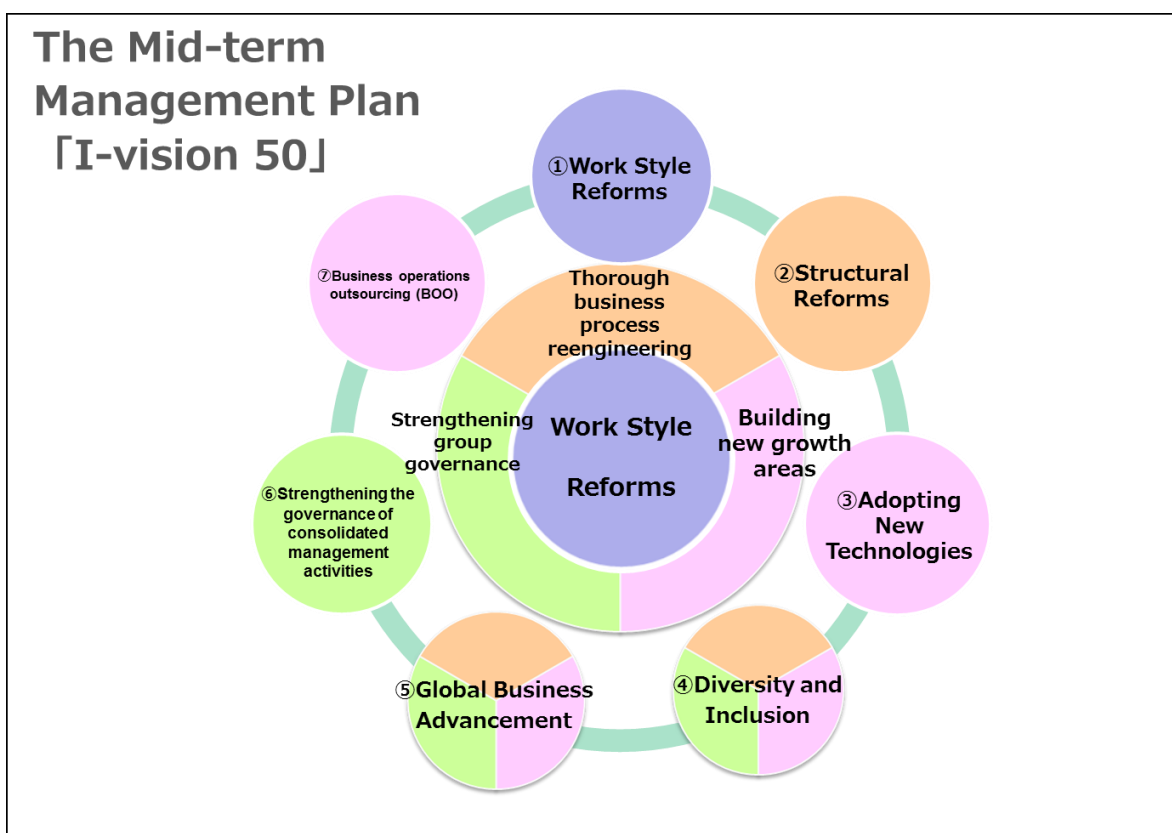 The Mid-term
Management Plan
「I-vision 50」
①Work Style
Reforms
②Structural
Reforms
③Adopting
New
Technologies
④Diversity and
Inclusion
⑤Global Business
Advancement
⑥Strengthening the
governance of
consolidated
management
activities
⑦Business operations
outsourcing (BOO)
Thorough
business
process
reengineering
Building
new growth
areas
Strengthening
group
governance
Work Style
Reforms